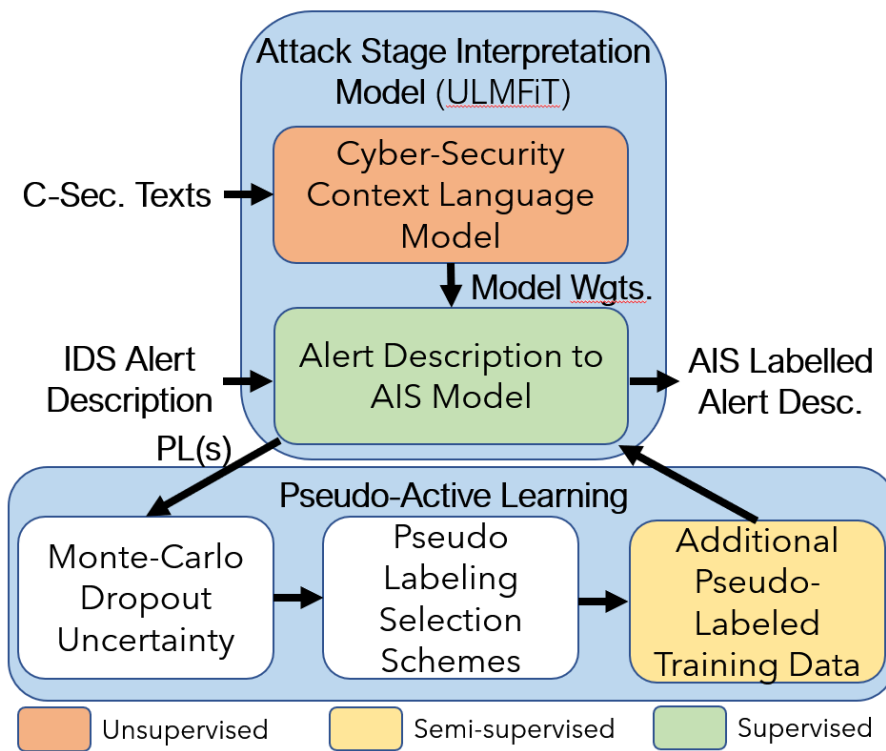 Attack Stage Interpretation
Model (ULMFiT)
Cyber-Security
Context Language
Model
C-Sec. Texts
Model Wgts.
IDS Alert
Description
Alert Description to
AIS Model
AIS Labelled
Alert Desc.
PL(s)
Pseudo-Active Learning
Monte-Carlo
Dropout
Uncertainty
Pseudo
Labeling
Selection
Schemes
Additional
Pseudo-
Labeled
Training Data
Unsupervised
Semi-supervised
Supervised